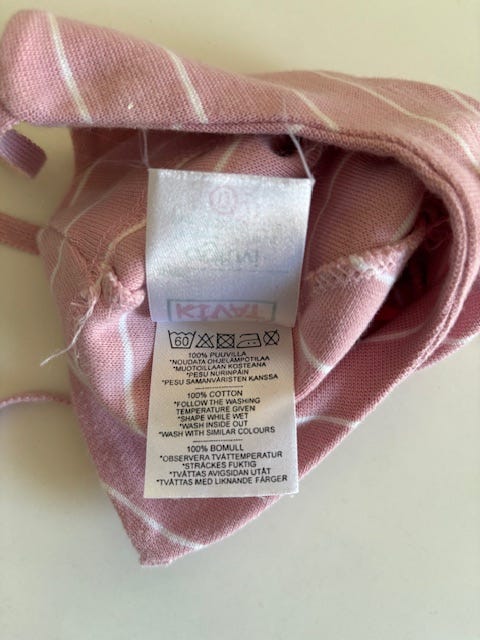 KIVAT
60
100% PUUVILLA
*NOUDATA OHJELÄMPÖTILAA
*MUOTOILLAAN KOSTEANA
*PESU NURINPÄIN
*PESU SAMANVÄRISTEN KANSSA
100% COTTON
*FOLLOW THE WASHING
TEMPERATURE GIVEN
*SHAPE WHILE WET
*WASH INSIDE OUT
*WASH WITH SIMILAR COLOURS
100% BOMULL
*OBSERVERA TVÄTTEMPERATUR
*STRÄCKES FUKTIG
*TVÄTTAS AVIGSIDAN UTÅT
*TVÄTTAS MED LIKNANDE FÄRGER